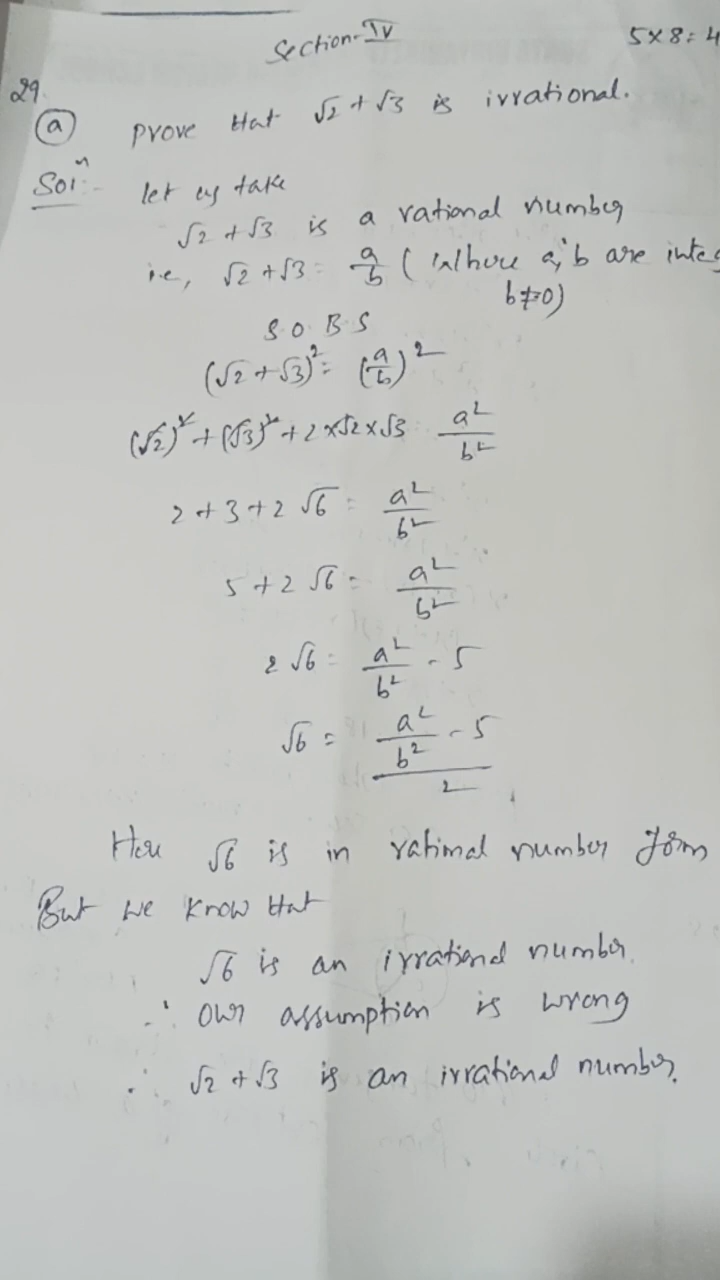 Section-IV 5×8=4
29.
(a) prove that √2 + √3 is irrational.
Solⁿ:- let us take
√2 + √3 is a rational number
i.e, √2 + √3 = a/b (where a, b are integ
b≠0)
S.O.B.S
(√2 + √3)² = (a/b)²
(√2)² + (√3)² + 2×√2×√3 a²/b²
2 + 3 + 2√6 = a²/b²
5 + 2√6 = a²/b²
2√6 = a²/b² - 5
√6 = (a²/b² - 5)/2
Here √6 is in rational number form
But we know that
√6 is an irrational number.
∴ our assumption is wrong
∴ √2 + √3 is an irrational number.